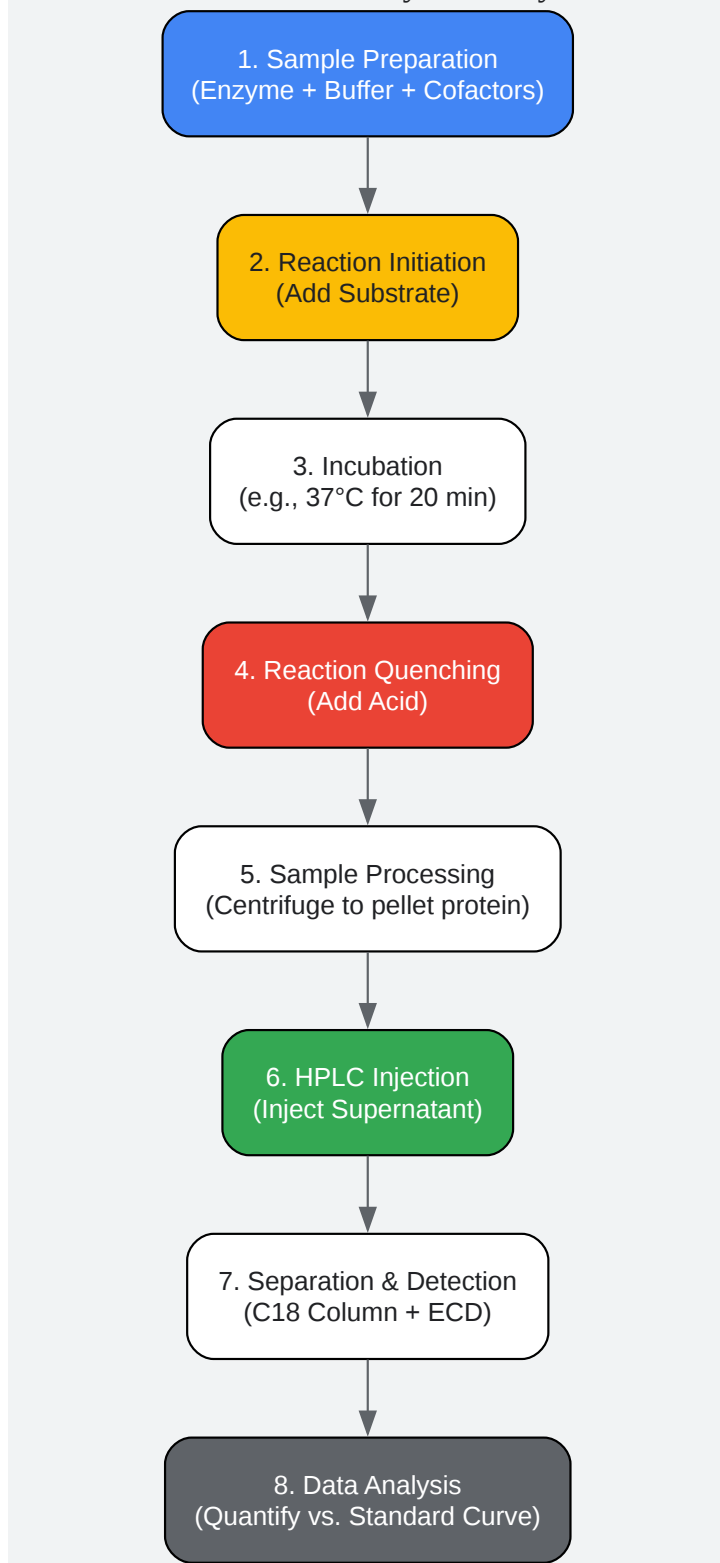 1. Sample Preparation
(Enzyme + Buffer + Cofactors)
2. Reaction Initiation
(Add Substrate)
3. Incubation
(e.g., 37°C for 20 min)
4. Reaction Quenching
(Add Acid)
5. Sample Processing
(Centrifuge to pellet protein)
6. HPLC Injection
(Inject Supernatant)
7. Separation & Detection
(C18 Column + ECD)
8. Data Analysis
(Quantify vs. Standard Curve)